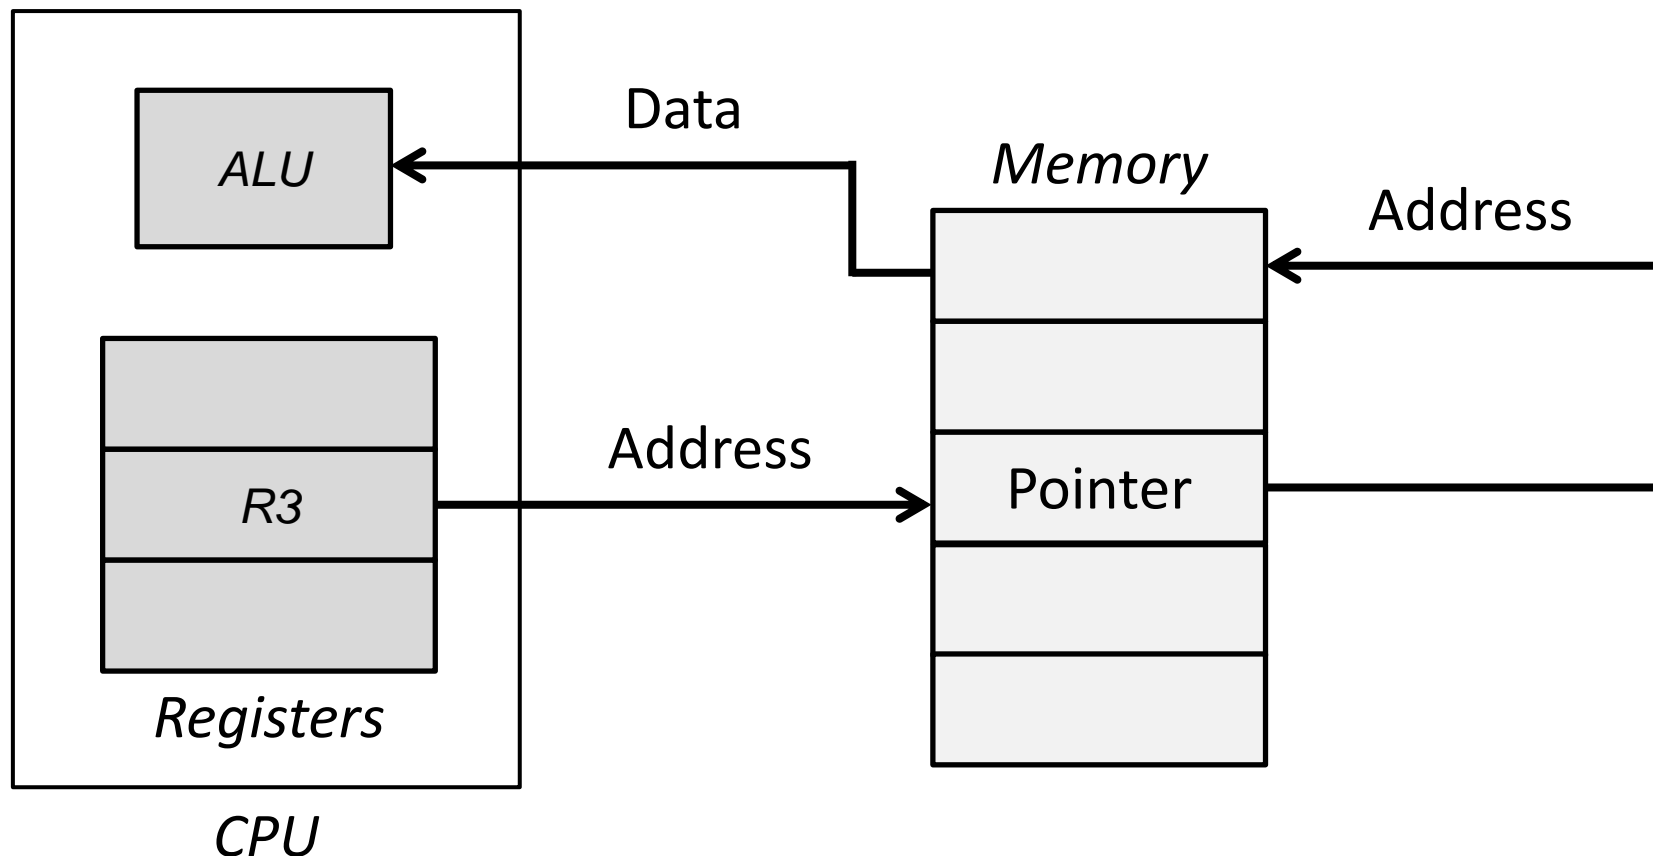 Data
ALU
Memory
Address
Address
Pointer
R3
Registers
CPU